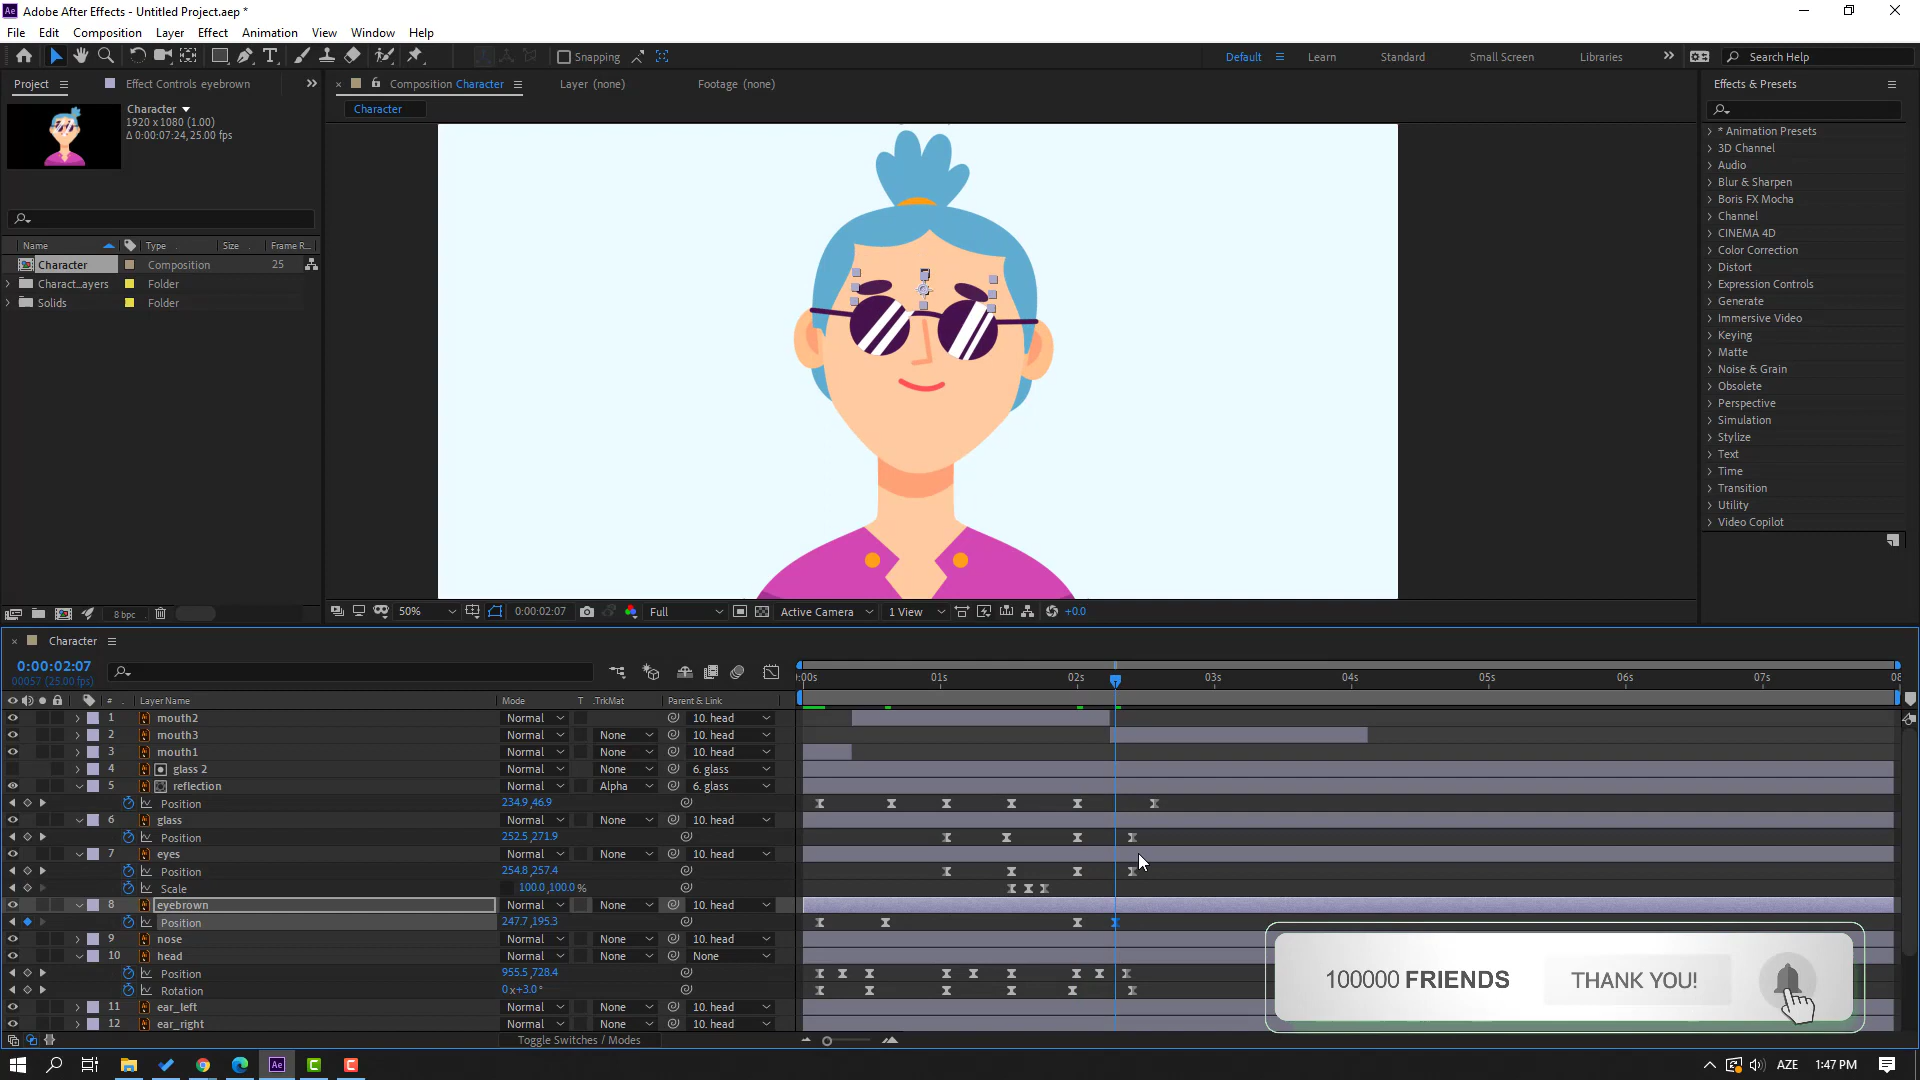 Ae Adobe After Effects - Untitled Project.aep *
File Edit Composition Layer Effect Animation View Window Help
Snapping Default Learn Standard Small Screen Libraries Search Help
Project Effect Controls eyebrown
Composition Character Layer (none) Footage (none)
Effects & Presets
Character
Character
1920 x 1080 (1.00)
Δ 0:00:07:24, 25.00 fps
* Animation Presets
3D Channel
Audio
Blur & Sharpen
Boris FX Mocha
Channel
CINEMA 4D
Color Correction
Distort
Expression Controls
Generate
Immersive Video
Keying
Matte
Noise & Grain
Obsolete
Perspective
Simulation
Stylize
Text
Time
Transition
Utility
Video Copilot
Name Type Size Frame R...
Character Composition 25
Charact...ayers Folder
Solids Folder
8 bpc
50% 0:00:02:07 Full Active Camera 1 View +0.0
Character
0:00:02:07
00057 (25.00 fps)
:00s 01s 02s 03s 04s 05s 06s 07s 08
# Layer Name Mode T .TrkMat Parent & Link
1 mouth2 Normal 10. head
2 mouth3 Normal None 10. head
3 mouth1 Normal None 10. head
4 glass 2 Normal None 6. glass
5 reflection Normal Alpha 6. glass
Position 234.9,46.9
6 glass Normal None 10. head
Position 252.5,271.9
7 eyes Normal None 10. head
Position 254.8,257.4
Scale 100.0,100.0 %
8 eyebrown Normal None 10. head
Position 247.7,195.3
9 nose Normal None 10. head
10 head Normal None None
Position 955.5,728.4
Rotation 0x+3.0°
11 ear_left Normal None 10. head
12 ear_right Normal None 10. head
Toggle Switches / Modes
100000 FRIENDS THANK YOU!
Ae AZE 1:47 PM